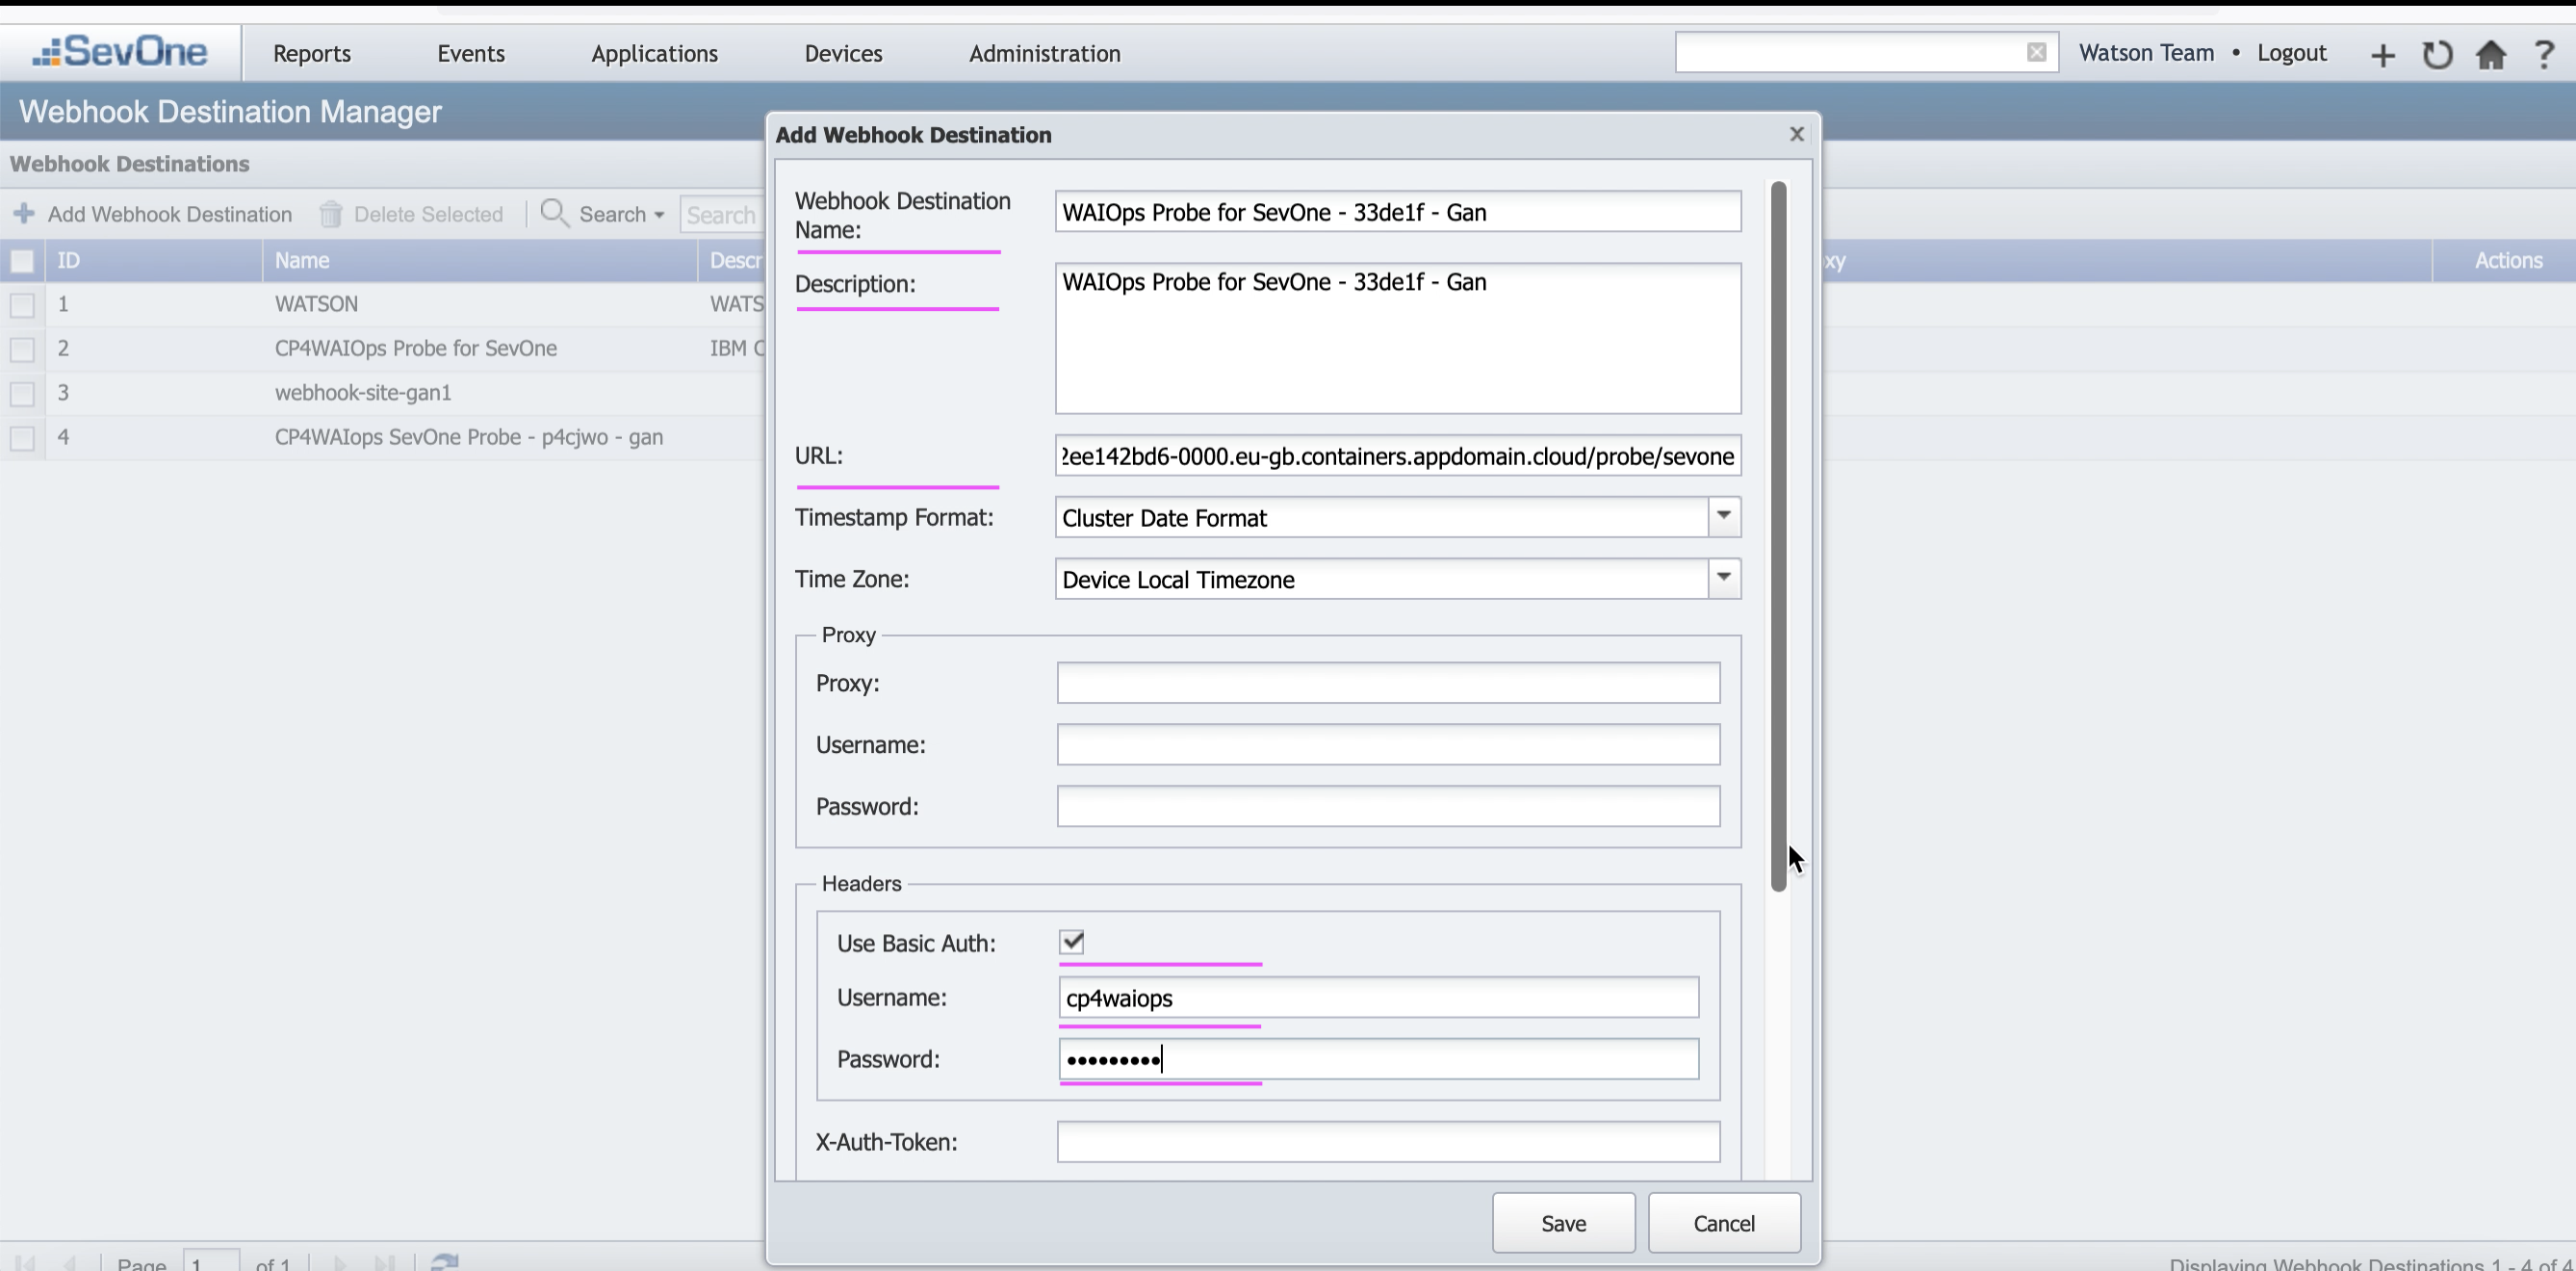 SevOne
Reports Events Applications Devices Administration
Watson Team • Logout + ?
Webhook Destination Manager
Webhook Destinations
Add Webhook Destination Delete Selected Search Search
ID Name Descr xy Actions
1 WATSON WATS
2 CP4WAIOps Probe for SevOne IBM C
3 webhook-site-gan1
4 CP4WAIops SevOne Probe - p4cjwo - gan
Add Webhook Destination x
Webhook Destination
Name:
WAIOps Probe for SevOne - 33de1f - Gan
Description:
WAIOps Probe for SevOne - 33de1f - Gan
URL: 2ee142bd6-0000.eu-gb.containers.appdomain.cloud/probe/sevone
Timestamp Format: Cluster Date Format
Time Zone: Device Local Timezone
Proxy
Proxy:
Username:
Password:
Headers
Use Basic Auth:
Username: cp4waiops
Password: •••••••••
X-Auth-Token:
Save Cancel
Page 1 of 1
Displaying Webhook Destinations 1 - 4 of 4